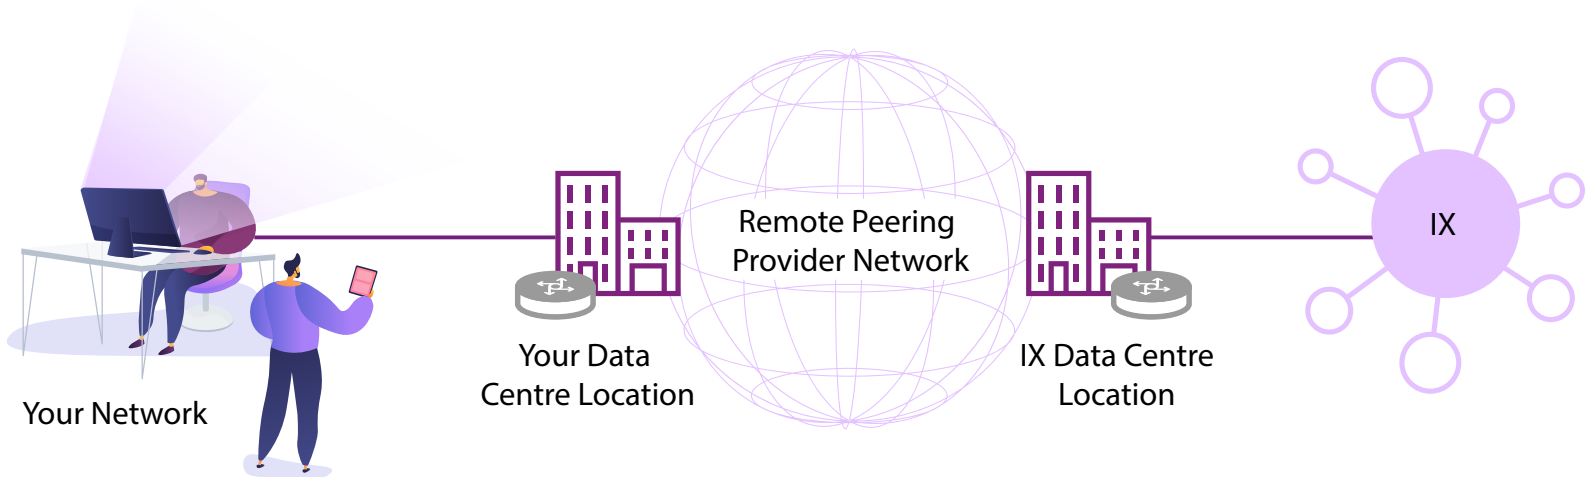 Your Network
Your Data
Centre Location
Remote Peering
Provider Network
IX Data Centre
Location
IX